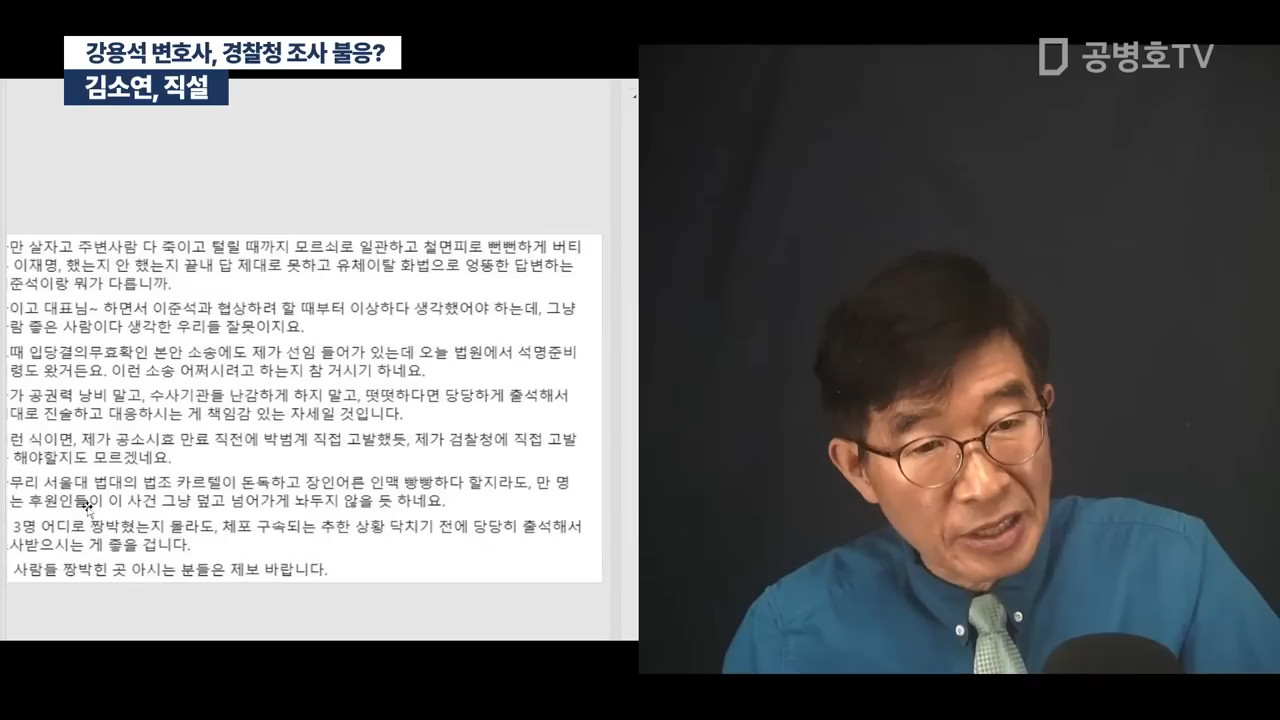 강용석 변호사, 경찰청 조사 불응?
김소연, 직설
공병호TV
만 살자고 주변사람 다 죽이고 털릴 때까지 모르쇠로 일관하고 철면피로 뻔뻔하게 버티
이재명, 했는지 안 했는지 끝내 답 제대로 못하고 유체이탈 화법으로 엉뚱한 답변하는
준석이랑 뭐가 다릅니까.
이고 대표님~ 하면서 이준석과 협상하려 할 때부터 이상하다 생각했어야 하는데, 그냥
람 좋은 사람이다 생각한 우리들 잘못이지요.
때 입당결의무효확인 본안 소송에도 제가 선임 들어가 있는데 오늘 법원에서 석명준비
령도 왔거든요. 이런 소송 어쩌시려고 하는지 참 거시기 하네요.
가 공권력 낭비 말고, 수사기관들 난감하게 하지 말고, 떳떳하다면 당당하게 출석해서
대로 진술하고 대응하시는 게 책임감 있는 자세일 것입니다.
런 식이면, 제가 공소시효 만료 직전에 박범계 직접 고발했듯, 제가 검찰청에 직접 고발
해야할지도 모르겠네요.
무리 서울대 법대의 법조 카르텔이 돈독하고 장인어른 인맥 빵빵하다 할지라도, 만 명
는 후원인들이 이 사건 그냥 덮고 넘어가게 놔두지 않을 듯 하네요.
3명 어디로 짱박혔는지 몰라도, 체포 구속되는 추한 상황 닥치기 전에 당당히 출석해서
사받으시는 게 좋을 겁니다.
사람들 짱박힌 곳 아시는 분들은 제보 바랍니다.